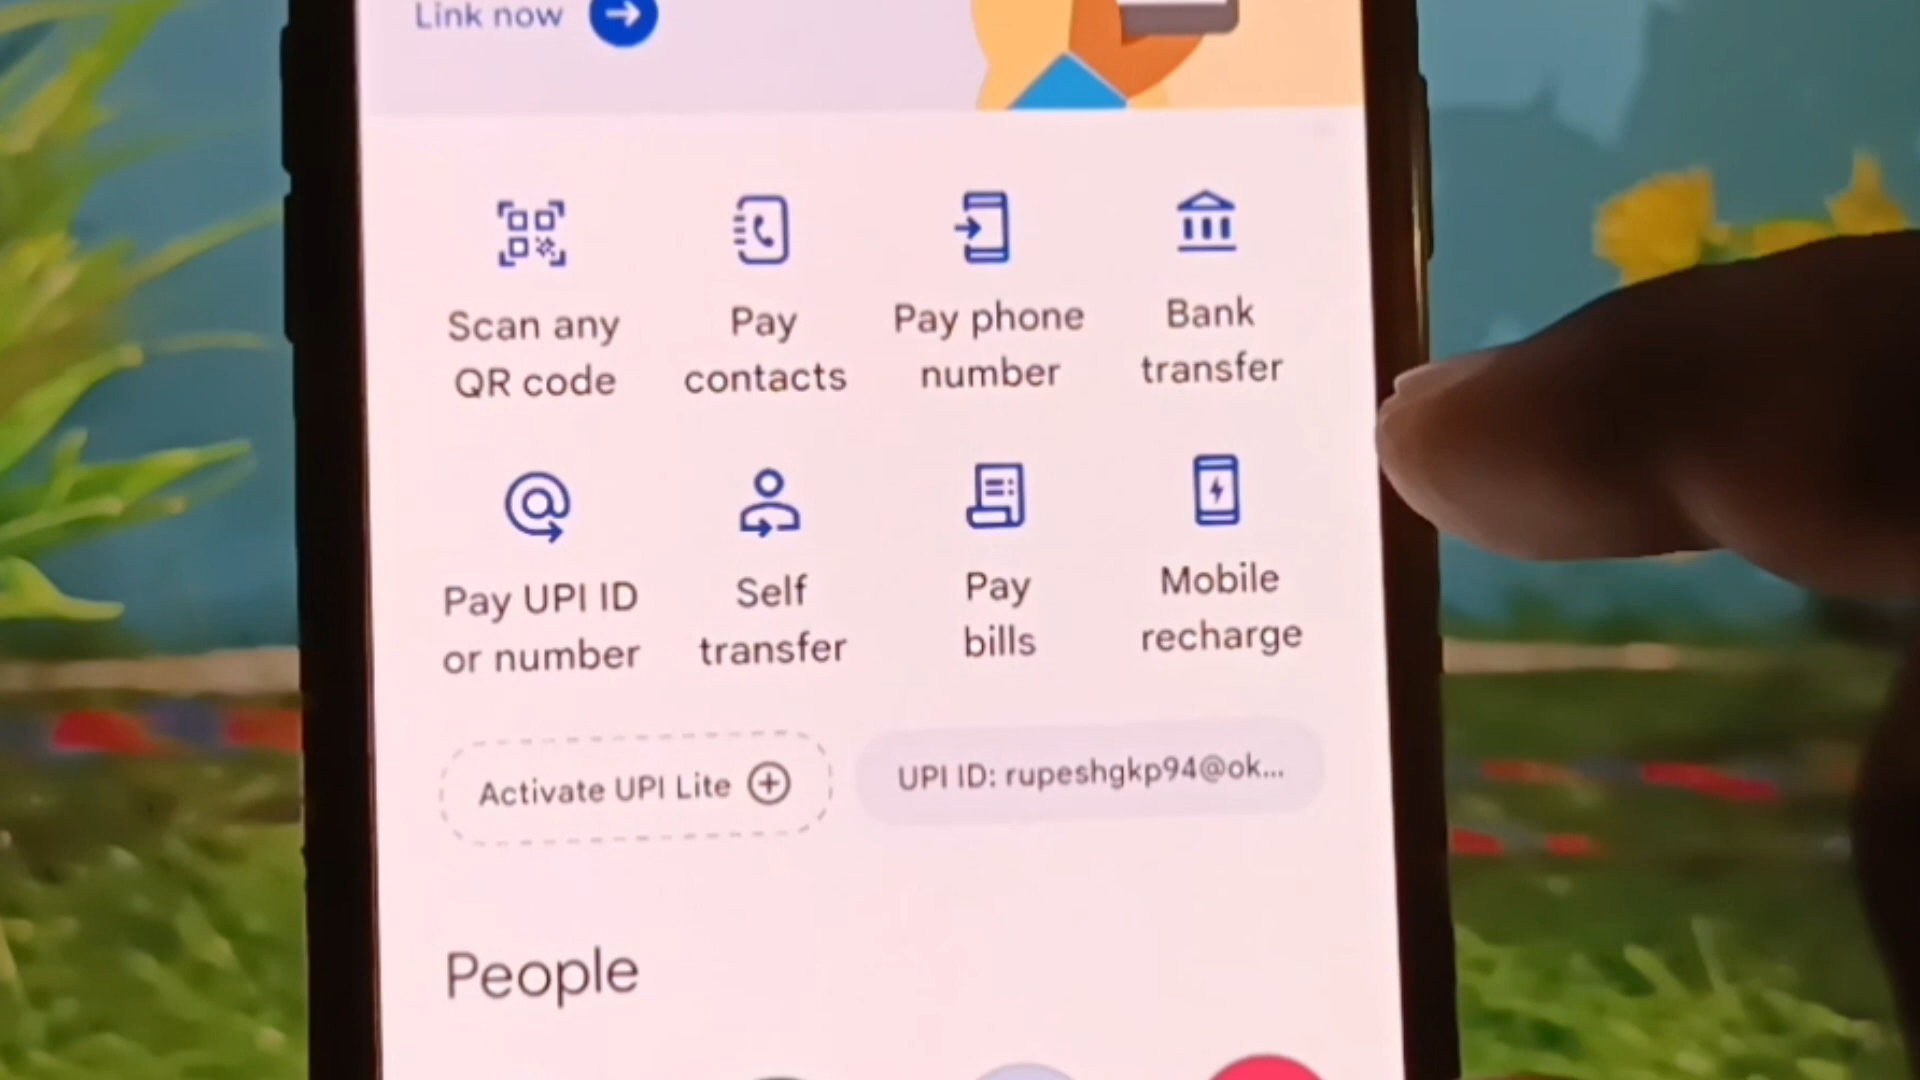 Link now
Scan any
QR code
Pay
contacts
Pay phone
number
Bank
transfer
Pay UPI ID
or number
Self
transfer
Pay
bills
Mobile
recharge
Activate UPI Lite
UPI ID: rupeshgkp94@ok...
People